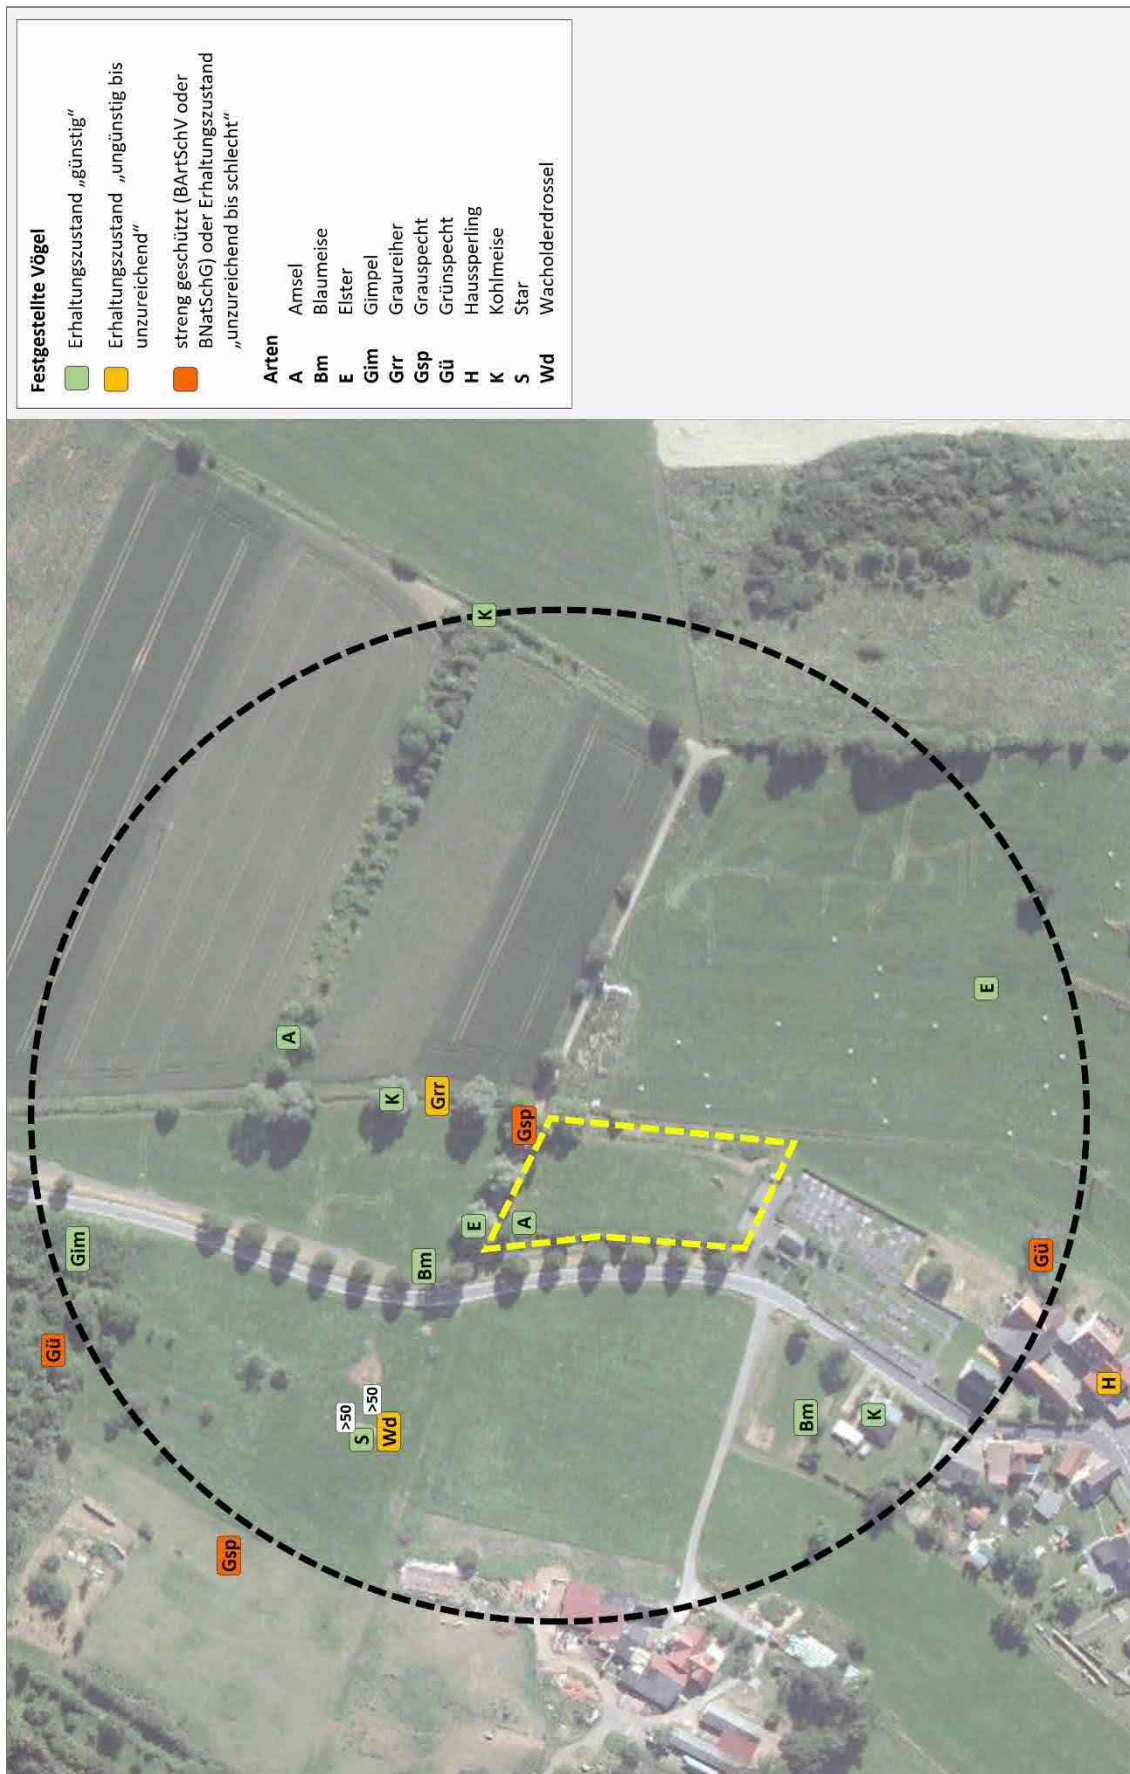 Festgestellte Vögel
Erhaltungszustand „günstig“
Erhaltungszustand „ungünstig bis
unzureichend“
streng geschützt (BArtSchV oder
BNatSchG) oder Erhaltungszustand
„unzureichend bis schlecht“
Arten
A Amsel
Bm Blaumeise
E Elster
Gim Gimpel
Grr Graureiher
Gsp Grauspecht
Gü Grünspecht
H Haussperling
K Kohlmeise
S Star
Wd Wacholderdrossel
K
A
K
Grr
Gsp
E
A
Bm
Gim
Gü
>50
>50
S
Wd
Gsp
E
Gü
Bm
K
H